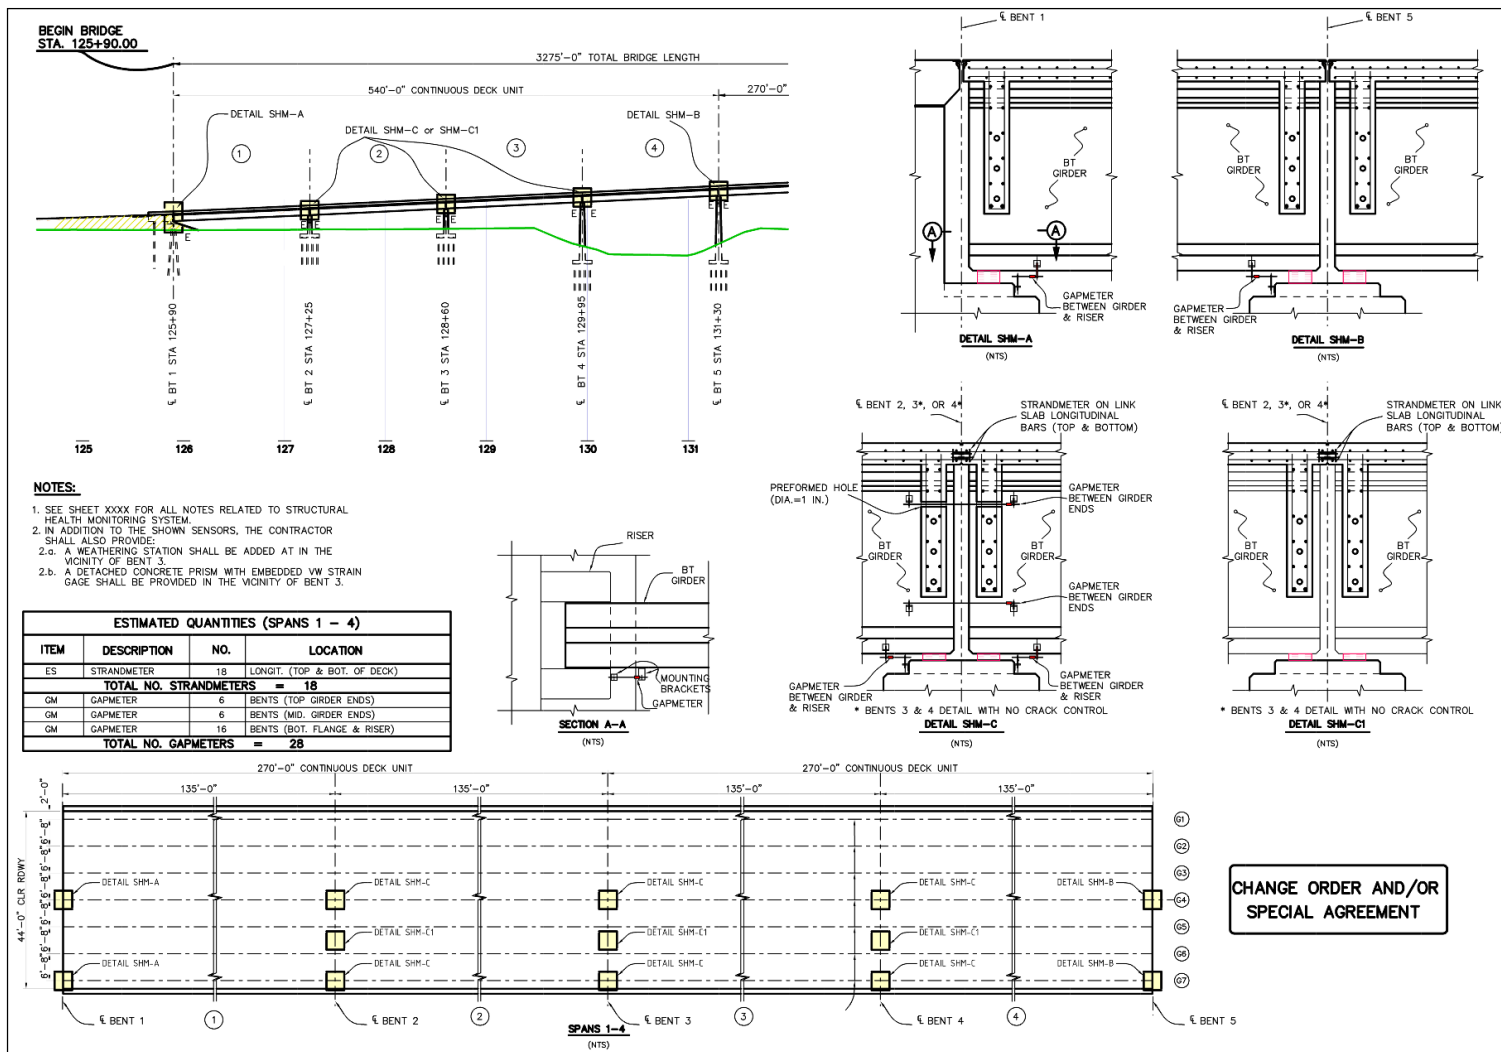 BEGIN BRIDGE
STA. 125+90.00
3275'-0" TOTAL BRIDGE LENGTH
540'-0" CONTINUOUS DECK UNIT
270'-0"
DETAIL SHM-A
DETAIL SHM-C or SHM-C1
DETAIL SHM-B
1
2
3
4
E
E E
E E
E E
E E
℄ BT 1 STA 125+90
℄ BT 2 STA 127+25
℄ BT 3 STA 128+60
℄ BT 4 STA 129+95
℄ BT 5 STA 131+30
125
126
127
128
129
130
131
℄ BENT 1
BT
GIRDER
A
A
GAPMETER
BETWEEN GIRDER
& RISER
DETAIL SHM-A
(NTS)
℄ BENT 5
BT
GIRDER
BT
GIRDER
GAPMETER
BETWEEN GIRDER
& RISER
DETAIL SHM-B
(NTS)
NOTES:
1. SEE SHEET XXXX FOR ALL NOTES RELATED TO STRUCTURAL
HEALTH MONITORING SYSTEM.
2. IN ADDITION TO THE SHOWN SENSORS, THE CONTRACTOR
SHALL ALSO PROVIDE:
2.a. A WEATHERING STATION SHALL BE ADDED AT IN THE
VICINITY OF BENT 3.
2.b. A DETACHED CONCRETE PRISM WITH EMBEDDED VW STRAIN
GAGE SHALL BE PROVIDED IN THE VICINITY OF BENT 3.
ESTIMATED QUANTITIES (SPANS 1 - 4)
ITEM DESCRIPTION NO. LOCATION
ES STRANDMETER 18 LONGIT. (TOP & BOT. OF DECK)
TOTAL NO. STRANDMETERS = 18
GM GAPMETER 6 BENTS (TOP GIRDER ENDS)
GM GAPMETER 6 BENTS (MID. GIRDER ENDS)
GM GAPMETER 16 BENTS (BOT. FLANGE & RISER)
TOTAL NO. GAPMETERS = 28
RISER
BT
GIRDER
MOUNTING
BRACKETS
GAPMETER
SECTION A-A
(NTS)
℄ BENT 2, 3*, OR 4*
STRANDMETER ON LINK
SLAB LONGITUDINAL
BARS (TOP & BOTTOM)
PREFORMED HOLE
(DIA.=1 IN.)
GAPMETER
BETWEEN GIRDER
ENDS
BT
GIRDER
BT
GIRDER
GAPMETER
BETWEEN GIRDER
ENDS
GAPMETER
BETWEEN GIRDER
& RISER
GAPMETER
BETWEEN GIRDER
& RISER
* BENTS 3 & 4 DETAIL WITH NO CRACK CONTROL
DETAIL SHM-C
(NTS)
℄ BENT 2, 3*, OR 4*
STRANDMETER ON LINK
SLAB LONGITUDINAL
BARS (TOP & BOTTOM)
BT
GIRDER
BT
GIRDER
* BENTS 3 & 4 DETAIL WITH NO CRACK CONTROL
DETAIL SHM-C1
(NTS)
270'-0" CONTINUOUS DECK UNIT
270'-0" CONTINUOUS DECK UNIT
135'-0"
135'-0"
135'-0"
135'-0"
2'-0"
44'-0" CLR RDWY
6'-8"
6'-8"
6'-8"
6'-8"
6'-8"
6'-8"
G1
G2
G3
G4
G5
G6
G7
DETAIL SHM-A
DETAIL SHM-C
DETAIL SHM-C
DETAIL SHM-C
DETAIL SHM-B
DETAIL SHM-C1
DETAIL SHM-C1
DETAIL SHM-C1
DETAIL SHM-A
DETAIL SHM-C
DETAIL SHM-C
DETAIL SHM-C
DETAIL SHM-B
℄ BENT 1
1
℄ BENT 2
2
℄ BENT 3
3
℄ BENT 4
4
℄ BENT 5
SPANS 1-4
(NTS)
CHANGE ORDER AND/OR
SPECIAL AGREEMENT